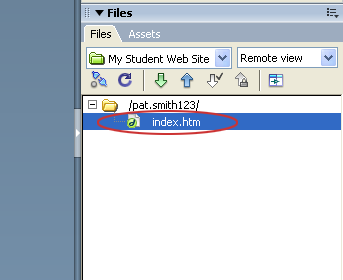 Files
Files Assets
My Student Web Site Remote view
/pat.smith123/
index.htm